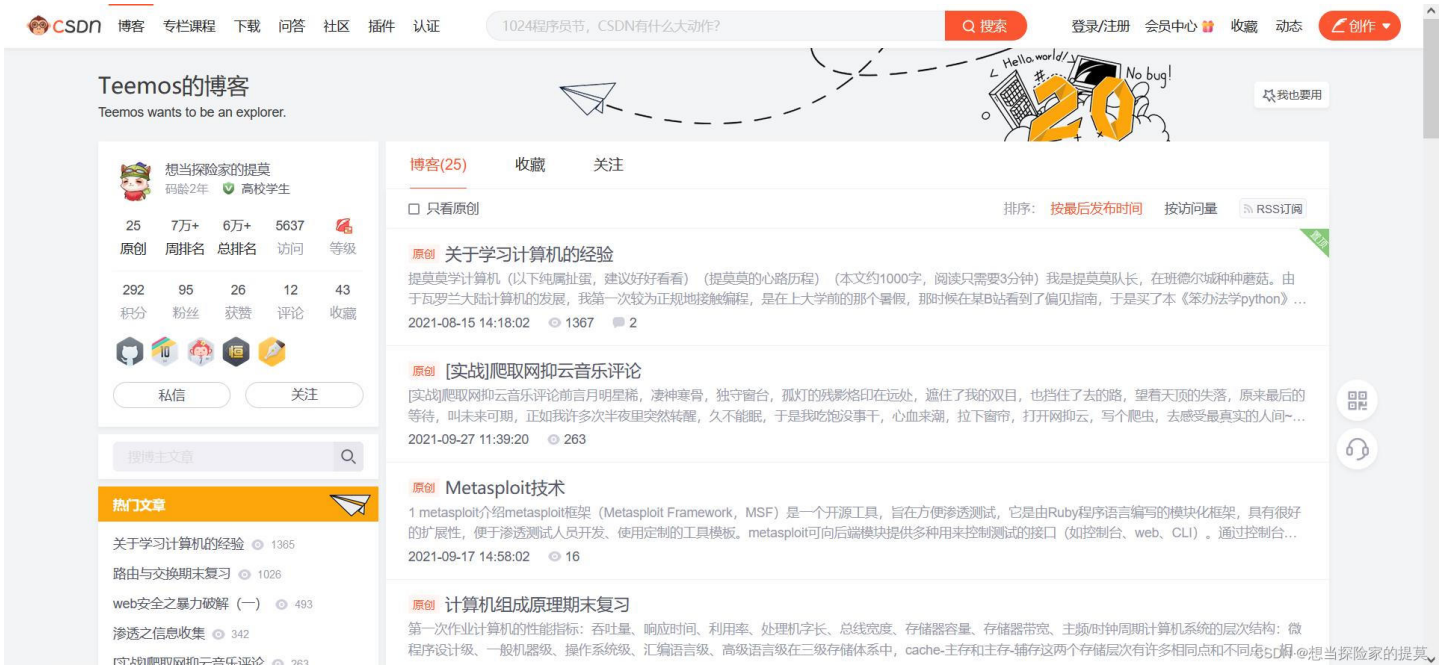 CSDN 博客 专栏课程 下载 问答 社区 插件 认证 1024程序员节，CSDN有什么大动作? 搜索 登录/注册 会员中心 收藏 动态 创作
Hello, world!
No bug!
20
Teemos的博客
Teemos wants to be an explorer.
我也要用
想当探险家的提莫
码龄2年 高校学生
25 7万+ 6万+ 5637
原创 周排名 总排名 访问 等级
292 95 26 12 43
积分 粉丝 获赞 评论 收藏
私信 关注
搜博主文章
热门文章
关于学习计算机的经验 1365
路由与交换期末复习 1026
web安全之暴力破解（一） 493
渗透之信息收集 342
[实战]爬取网抑云音乐评论 263
博客(25) 收藏 关注
只看原创 排序： 按最后发布时间 按访问量 RSS订阅
置顶
原创 关于学习计算机的经验
提莫莫学计算机（以下纯属扯蛋，建议好好看看）（提莫莫的心路历程）（本文约1000字，阅读只需要3分钟）我是提莫莫队长，在班德尔城种种蘑菇。由
于瓦罗兰大陆计算机的发展，我第一次较为正规地接触编程，是在上大学前的那个暑假，那时候在某B站看到了偏见指南，于是买了本《笨办法学python》…
2021-08-15 14:18:02 1367 2
原创 [实战]爬取网抑云音乐评论
[实战]爬取网抑云音乐评论前言月明星稀，凄神寒骨，独守窗台，孤灯的残影烙印在远处，遮住了我的双目，也挡住了去的路，望着天顶的失落，原来最后的
等待，叫未来可期，正如我许多次半夜里突然转醒，久不能眠，于是我吃饱没事干，心血来潮，拉下窗帘，打开网抑云，写个爬虫，去感受最真实的人间~…
2021-09-27 11:39:20 263
原创 Metasploit技术
1 metasploit介绍metasploit框架（Metasploit Framework，MSF）是一个开源工具，旨在方便渗透测试，它是由Ruby程序语言编写的模块化框架，具有很好
的扩展性，便于渗透测试人员开发、使用定制的工具模板。metasploit可向后端模块提供多种用来控制测试的接口（如控制台、web、CLI）。通过控制台…
2021-09-17 14:58:02 16
原创 计算机组成原理期末复习
第一次作业计算机的性能指标：吞吐量、响应时间、利用率、处理机字长、总线宽度、存储器容量、存储器带宽、主频/时钟周期计算机系统的层次结构：微
程序设计级、一般机器级、操作系统级、汇编语言级、高级语言级在三级存储体系中，cache-主存和主存-辅存这两个存储层次有许多相同点和不同点，相
CSDN @想当探险家的提莫